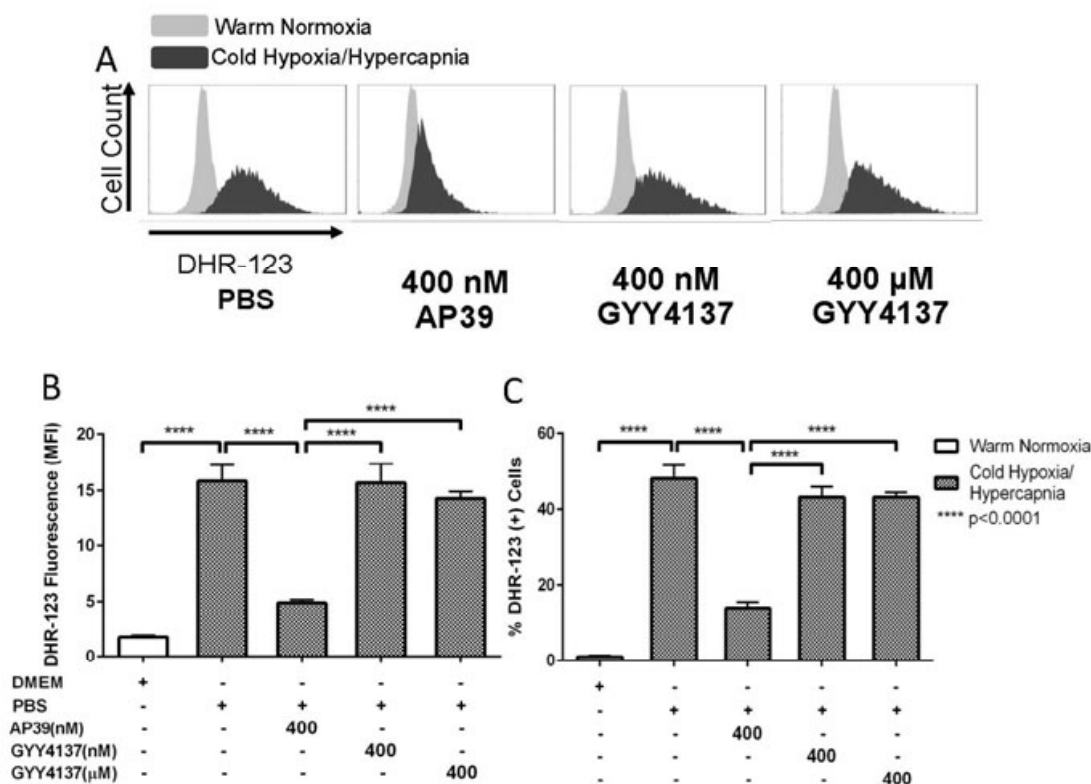 Warm Normoxia
Cold Hypoxia/Hypercapnia
A
Cell Count
DHR-123
PBS
400 nM
AP39
400 nM
GYY4137
400 µM
GYY4137
B
DHR-123 Fluorescence (MFI)
20
15
10
5
0
**** **** **** ****
DMEM + - - - -
PBS - + + + +
AP39(nM) - - 400 - -
GYY4137(nM) - - - 400 -
GYY4137(µM) - - - - 400
C
% DHR-123 (+) Cells
60
40
20
0
**** **** **** ****
+ - - - -
- + + + +
- - 400 - -
- - - 400 -
- - - - 400
Warm Normoxia
Cold Hypoxia/
Hypercapnia
**** p<0.0001